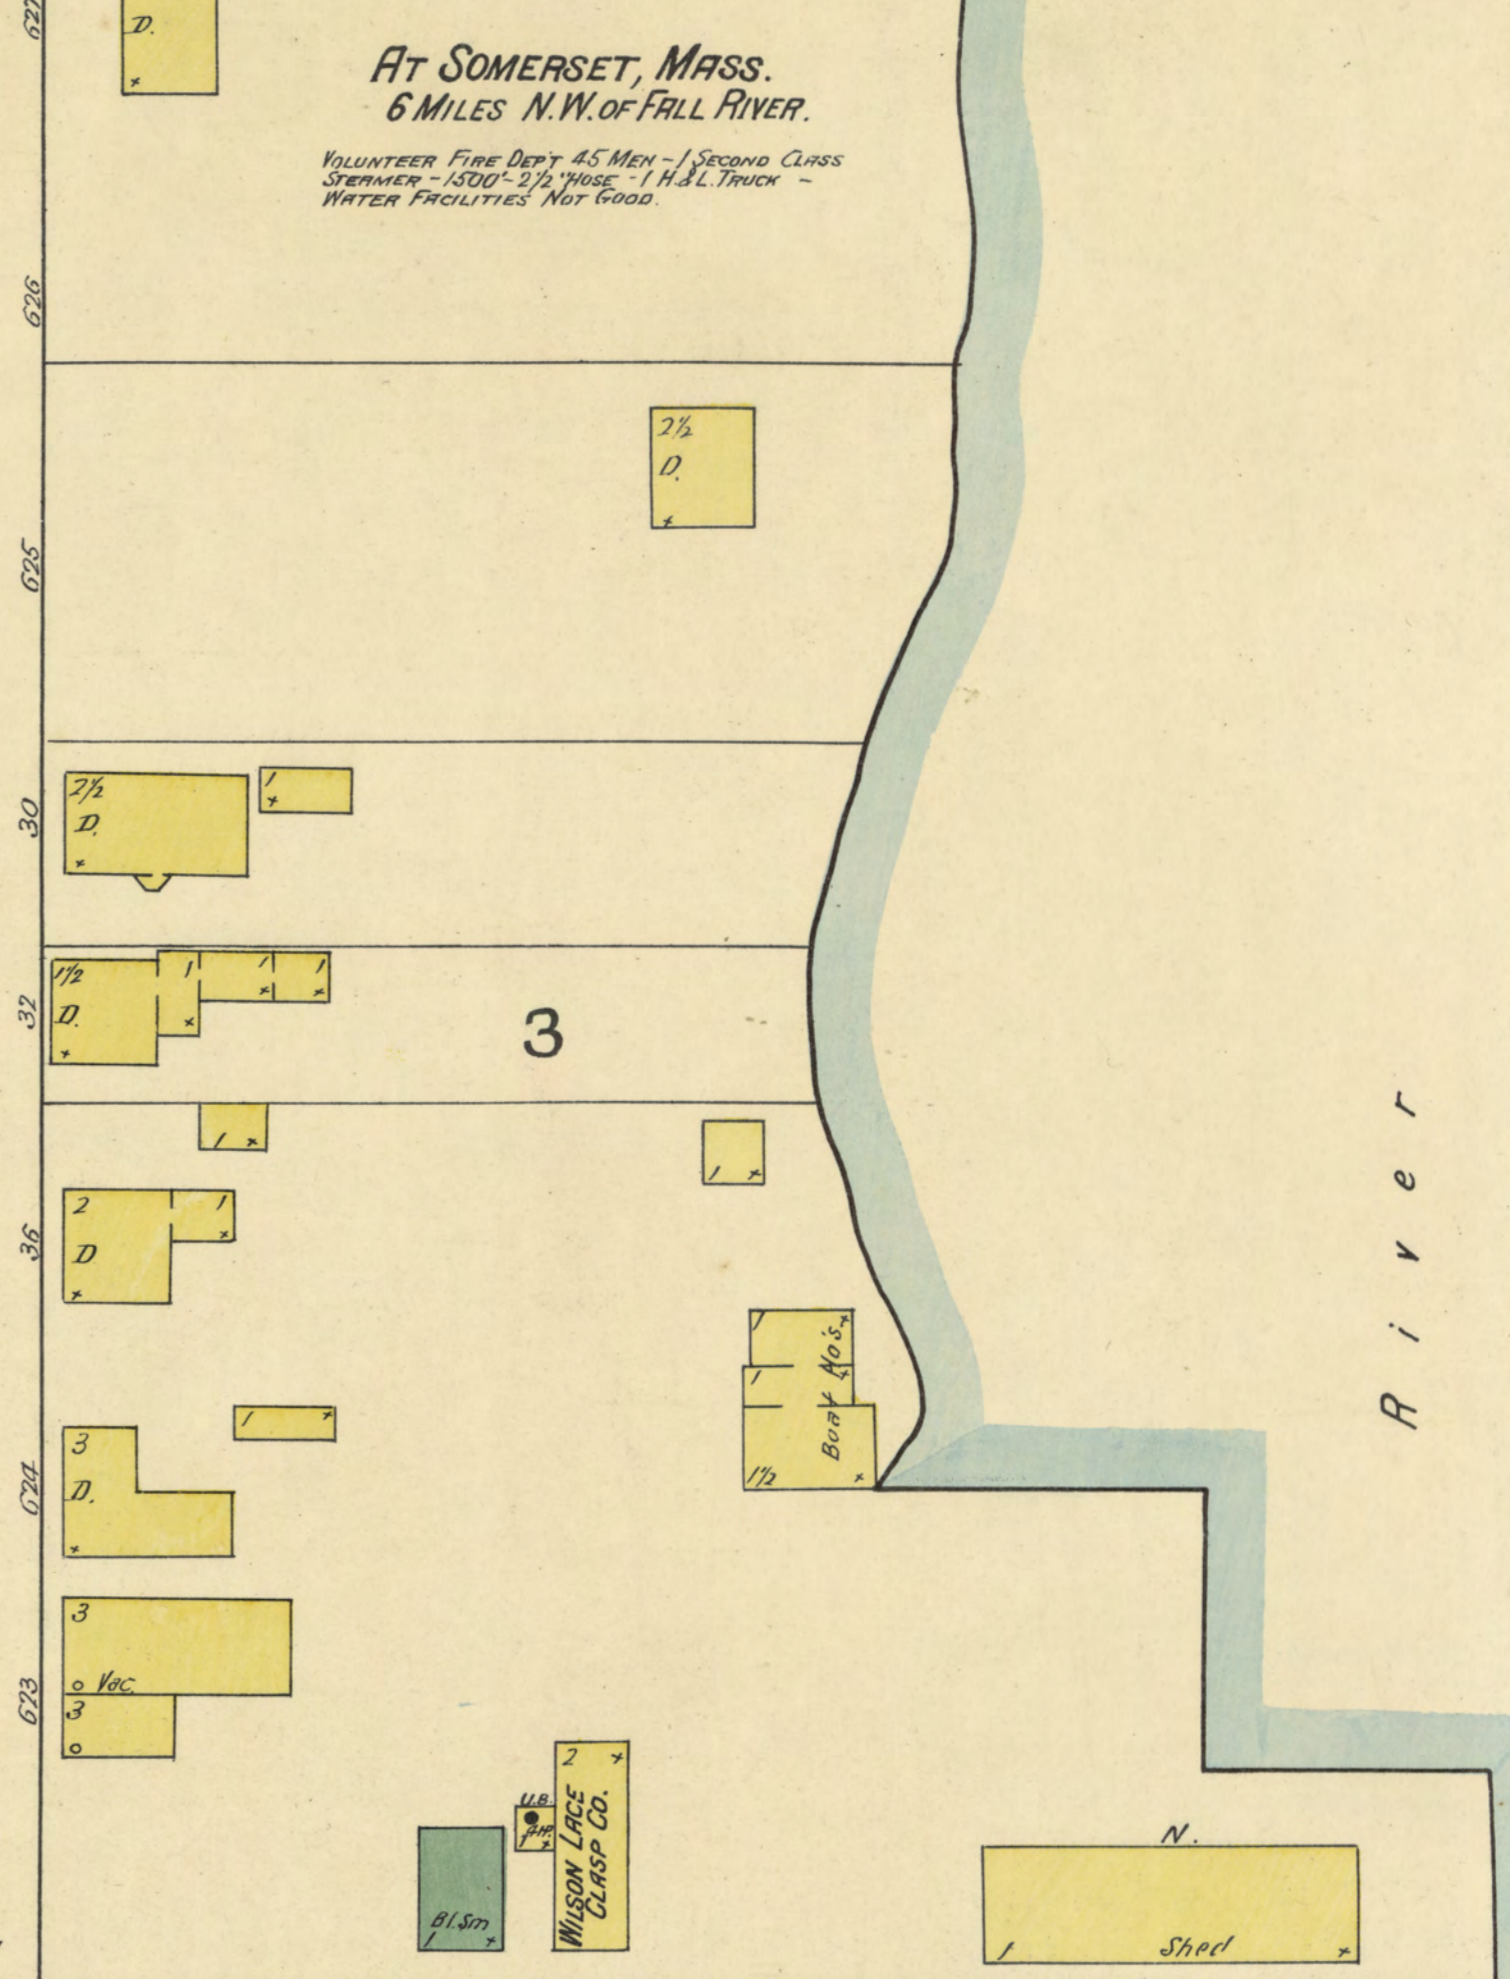 627
D.
x
AT SOMERSET, MASS.
6 MILES N.W. OF FALL RIVER.
VOLUNTEER FIRE DEP'T 45 MEN - 1 SECOND CLASS
STEAMER - 1500' - 2½" HOSE - 1 H.&L. TRUCK -
WATER FACILITIES NOT GOOD.
626
2½
D.
x
625
2½
D.
x
1
x
30
1½
D.
x
1
x
1
x
1
x
32
3
1 x
1 x
2
D
x
1
x
36
1 x
1
x
1
x
1½ x
Boat Ho's.
3
D.
x
624
3
o Vac.
3
o
623
2 x
WILSON LACE
CLASP CO.
U.B.
1 x
Bl.Sm
1 x
N.
1 Shed x
River